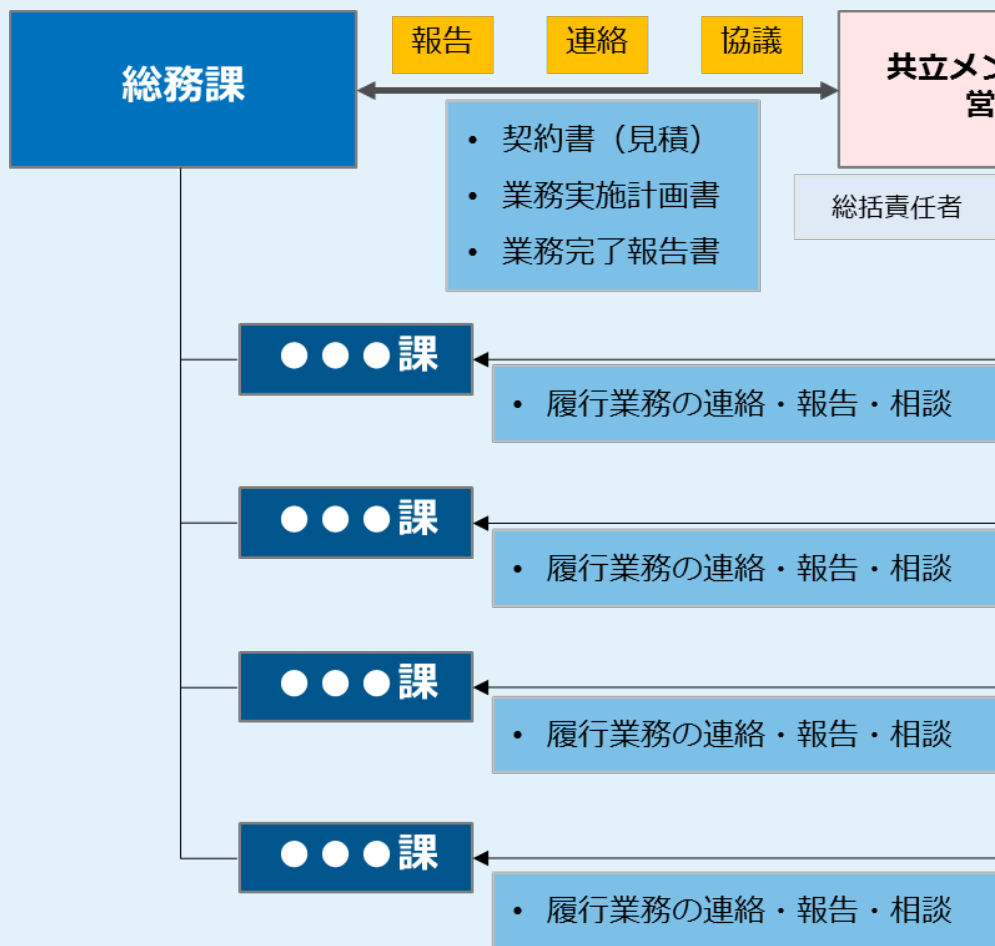 報告
連絡
協議
総務課
共立メン
営
• 契約書（見積）
• 業務実施計画書
• 業務完了報告書
総括責任者
●●●課
• 履行業務の連絡・報告・相談
●●●課
• 履行業務の連絡・報告・相談
●●●課
• 履行業務の連絡・報告・相談
●●●課
• 履行業務の連絡・報告・相談